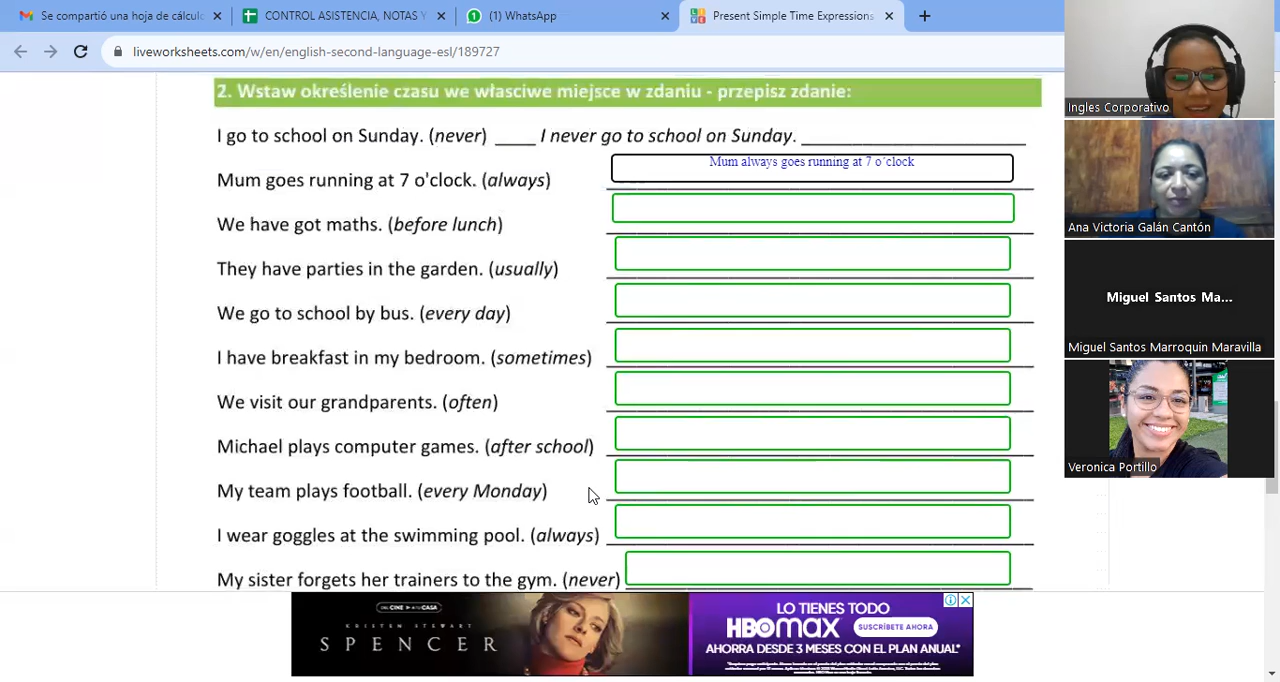 Se compartió una hoja de cálcul
CONTROL ASISTENCIA, NOTAS Y
(1) WhatsApp
Present Simple Time Expressions
liveworksheets.com/w/en/english-second-language-esl/189727
2. Wstaw określenie czasu we właściwe miejsce w zdaniu - przepisz zdanie:
I go to school on Sunday. (never) ____ I never go to school on Sunday. ____
Mum goes running at 7 o'clock. (always) Mum always goes running at 7 o´clock
We have got maths. (before lunch)
They have parties in the garden. (usually)
We go to school by bus. (every day)
I have breakfast in my bedroom. (sometimes)
We visit our grandparents. (often)
Michael plays computer games. (after school)
My team plays football. (every Monday)
I wear goggles at the swimming pool. (always)
My sister forgets her trainers to the gym. (never)
KRISTEN STEWART
SPENCER
LO TIENES TODO
HBOmax
SUSCRÍBETE AHORA
AHORRA DESDE 3 MESES CON EL PLAN ANUAL*
Ingles Corporativo
Ana Victoria Galán Cantón
Miguel Santos Ma...
Miguel Santos Marroquin Maravilla
Veronica Portillo